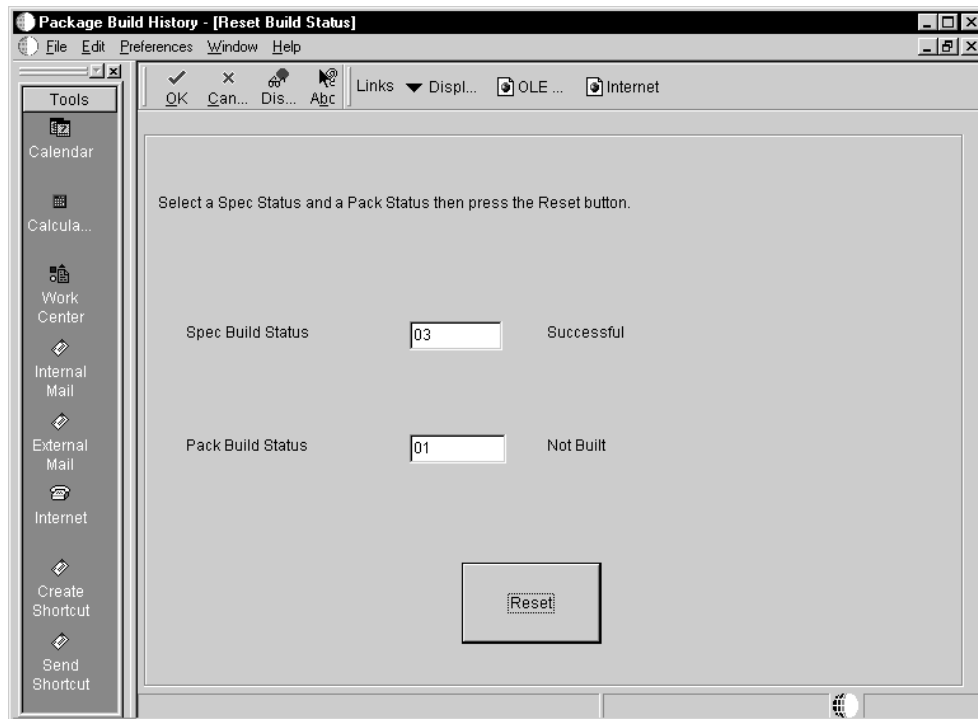 Package Build History - [Reset Build Status]
File Edit Preferences Window Help
Tools
OK Can... Dis... Abc Links Displ... OLE ... Internet
Calendar
Calcula...
Work
Center
Internal
Mail
External
Mail
Internet
Create
Shortcut
Send
Shortcut
Select a Spec Status and a Pack Status then press the Reset button.
Spec Build Status 03 Successful
Pack Build Status 01 Not Built
Reset